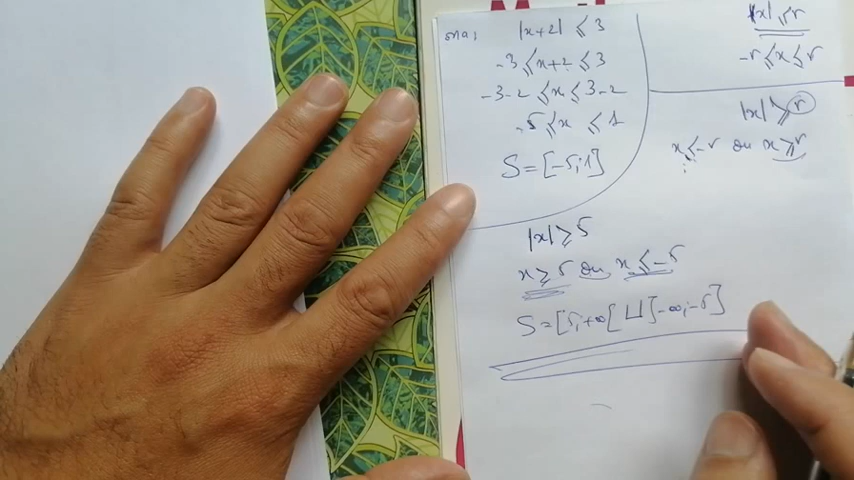 |x+2| ⩽ 3
-3 ⩽ x+2 ⩽ 3
-3-2 ⩽ x ⩽ 3-2
-5 ⩽ x ⩽ 1
S = [-5;1]
|x| ⩽ r
-r ⩽ x ⩽ r
|x| ⩾ r
x ⩽ -r ou x ⩾ r
|x| ⩾ 5
x ⩾ 5 ou x ⩽ -5
S = [5;+∞[ ⋃ ]-∞;-5]